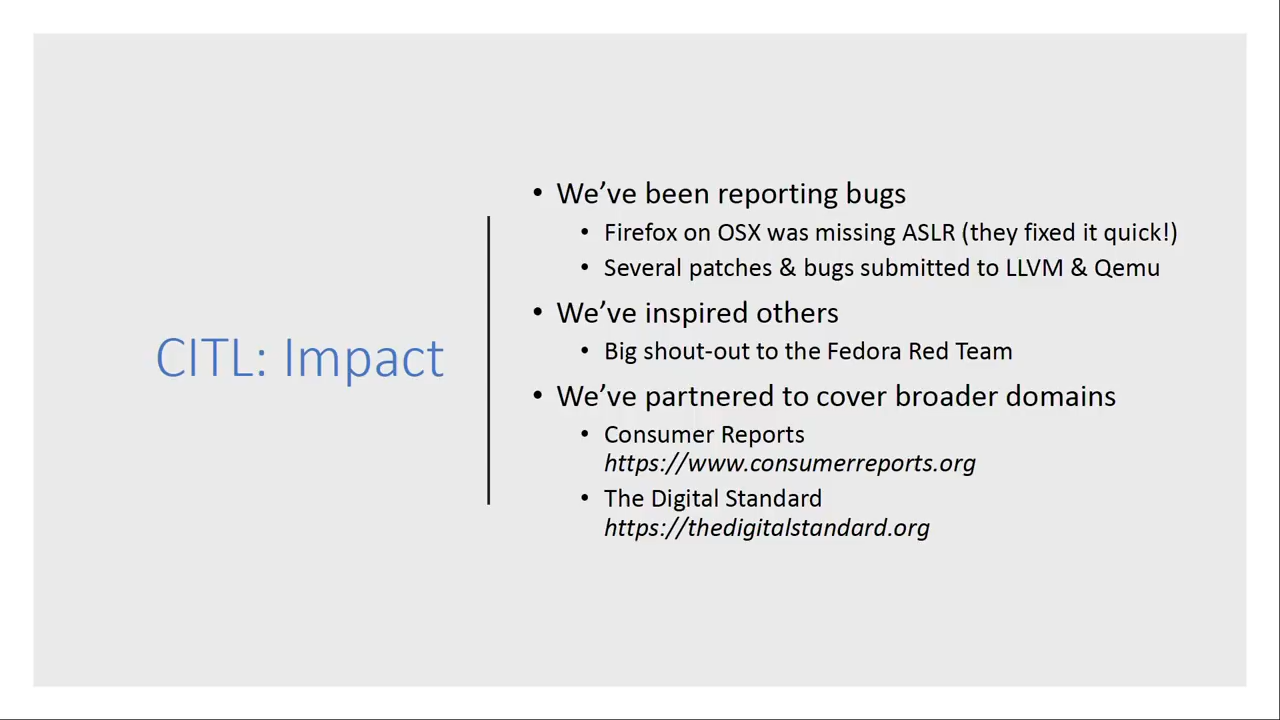 CITL: Impact
• We've been reporting bugs
• Firefox on OSX was missing ASLR (they fixed it quick!)
• Several patches & bugs submitted to LLVM & Qemu
• We've inspired others
• Big shout-out to the Fedora Red Team
• We've partnered to cover broader domains
• Consumer Reports
https://www.consumerreports.org
• The Digital Standard
https://thedigitalstandard.org